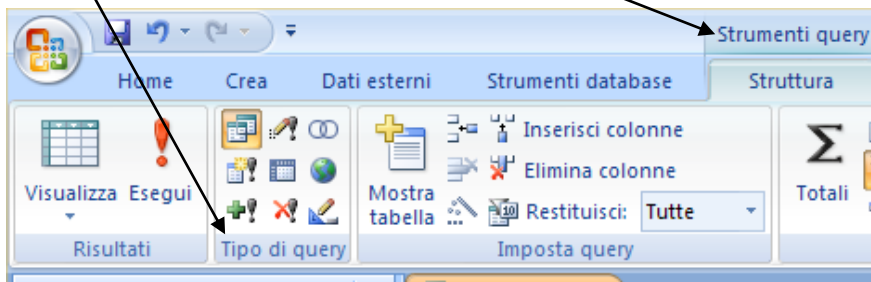 Strumenti query
Home Crea Dati esterni Strumenti database Struttura
Inserisci colonne
Elimina colonne
Visualizza Esegui Mostra tabella Restituisci: Tutte Totali
Risultati Tipo di query Imposta query